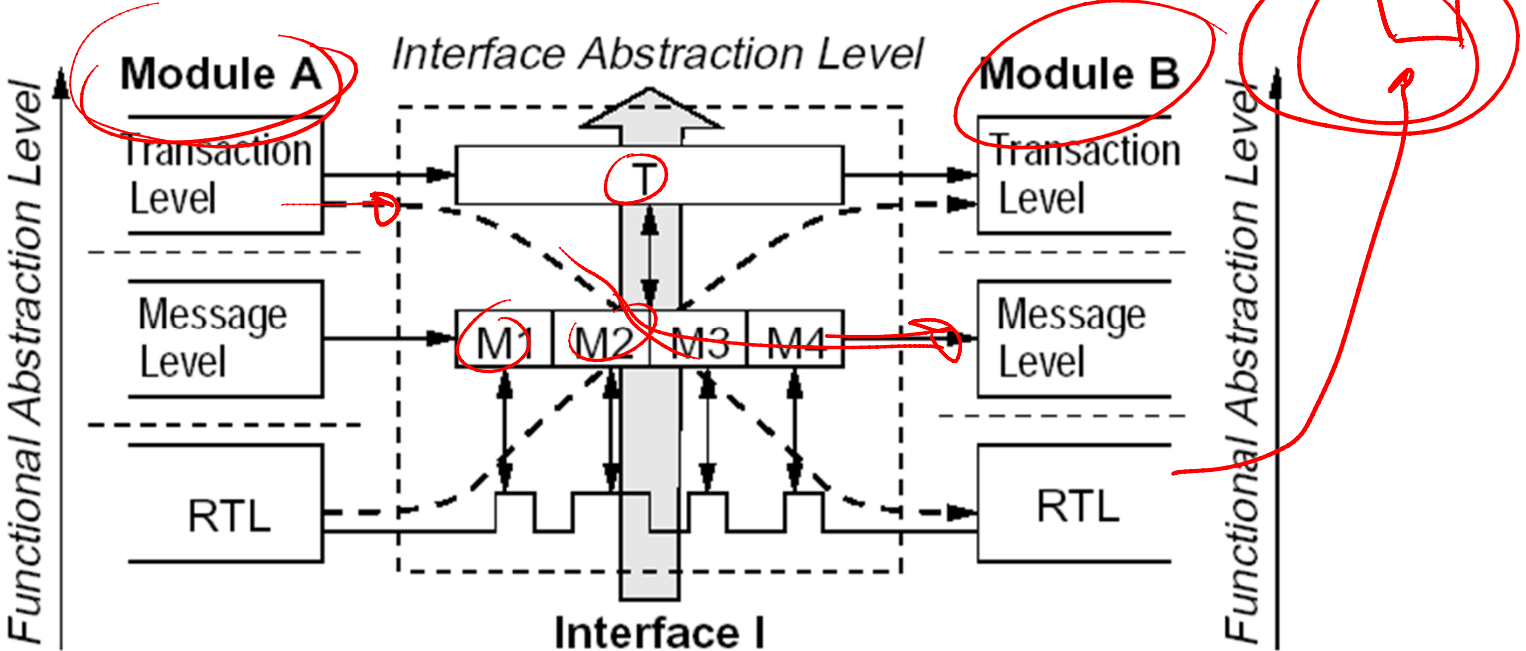 Interface Abstraction Level
Module A
Module B
Functional Abstraction Level
Transaction
Level
T
Transaction
Level
Functional Abstraction Level
Message
Level
M1 M2 M3 M4
Message
Level
RTL
RTL
Interface I